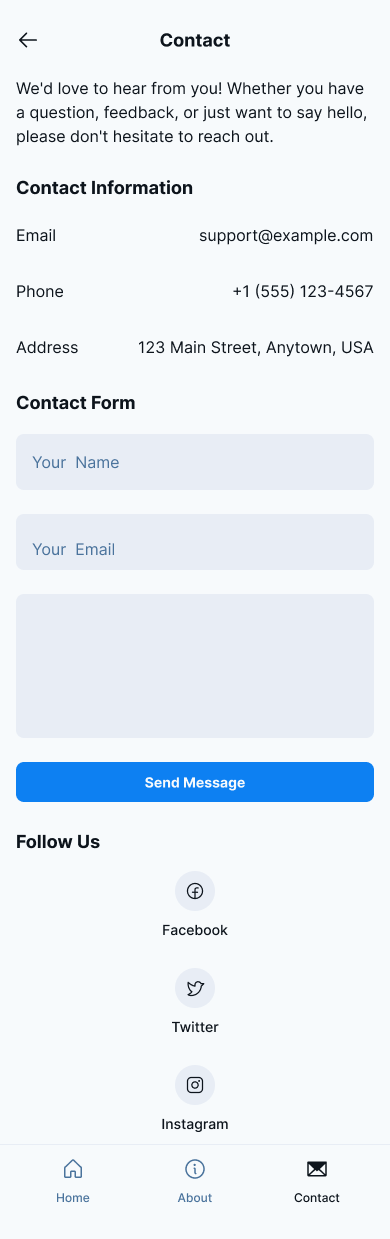 Contact
We'd love to hear from you! Whether you have
a question, feedback, or just want to say hello,
please don't hesitate to reach out.
Contact Information
Email support@example.com
Phone +1 (555) 123-4567
Address 123 Main Street, Anytown, USA
Contact Form
Your Name
Your Email
Send Message
Follow Us
Facebook
Twitter
Instagram
Home About Contact